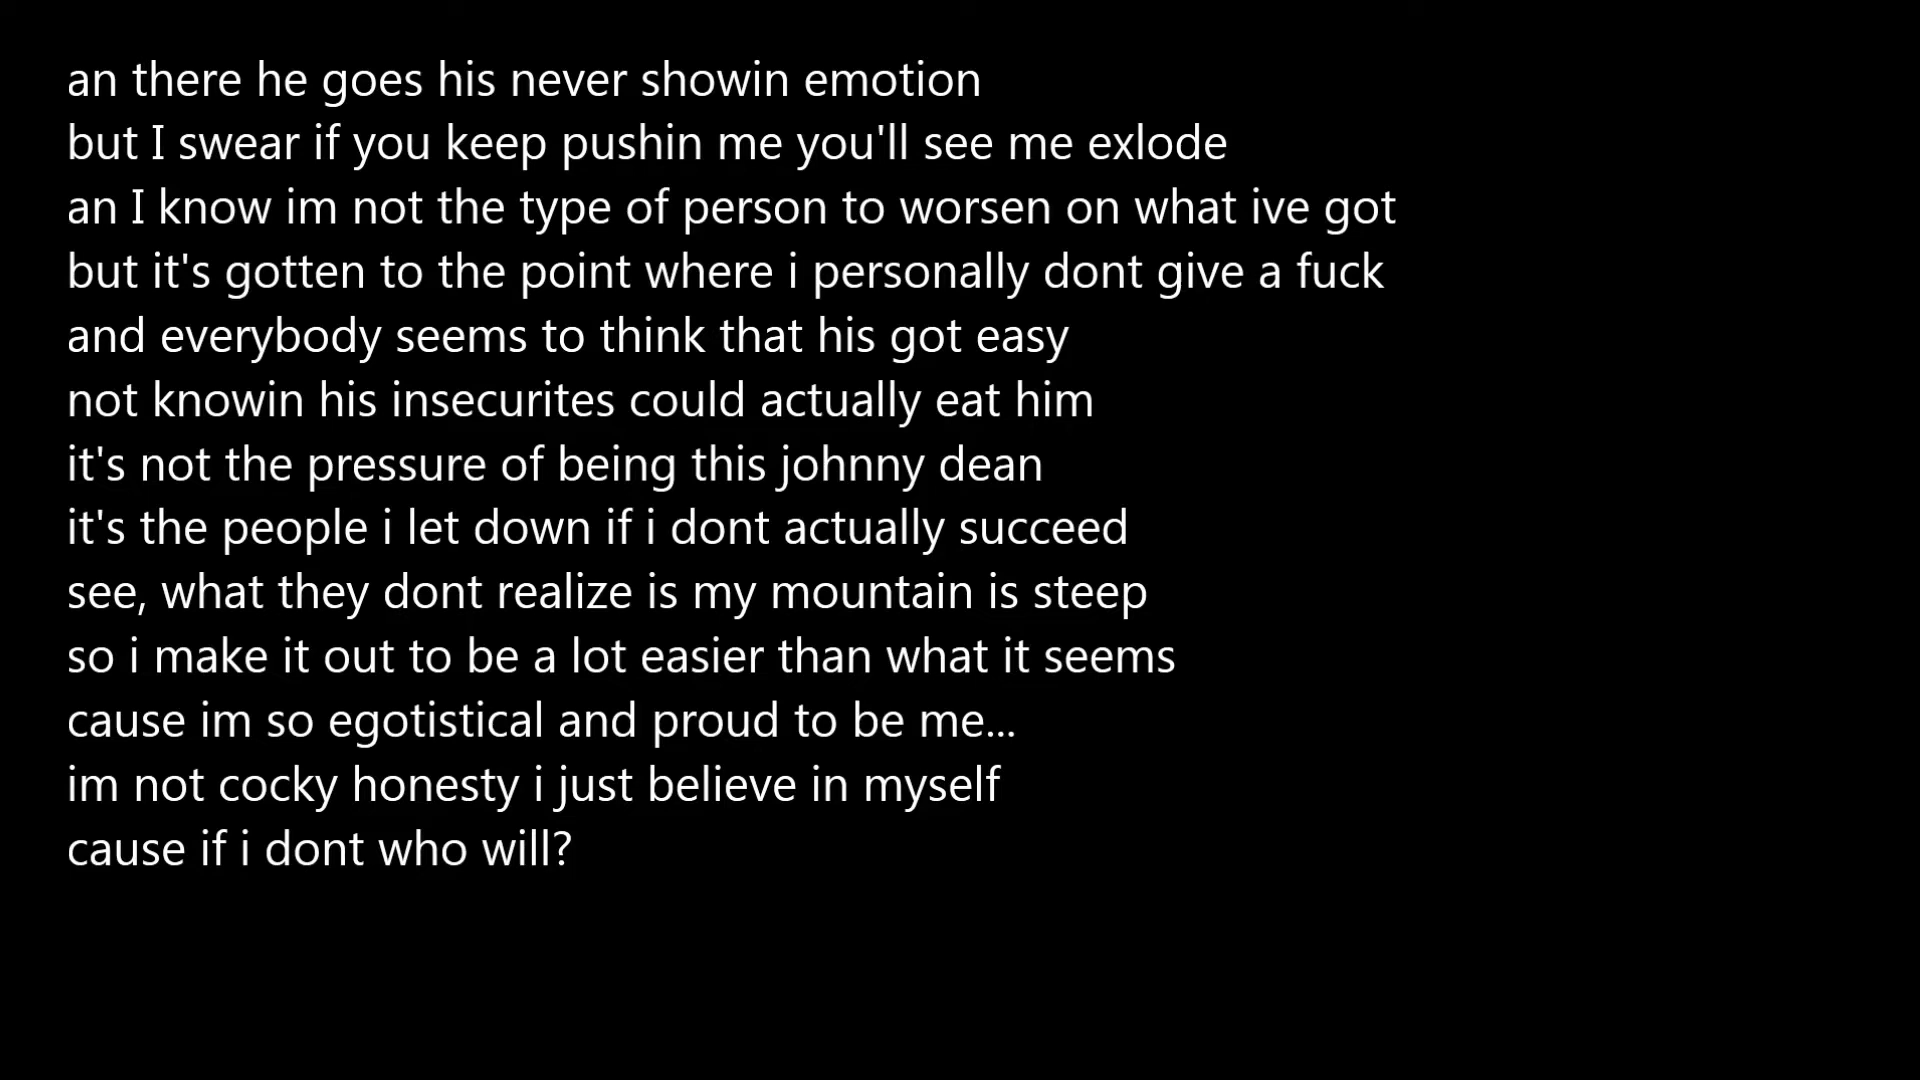 an there he goes his never showin emotion
but I swear if you keep pushin me you'll see me exlode
an I know im not the type of person to worsen on what ive got
but it's gotten to the point where i personally dont give a fuck
and everybody seems to think that his got easy
not knowin his insecurites could actually eat him
it's not the pressure of being this johnny dean
it's the people i let down if i dont actually succeed
see, what they dont realize is my mountain is steep
so i make it out to be a lot easier than what it seems
cause im so egotistical and proud to be me...
im not cocky honesty i just believe in myself
cause if i dont who will?